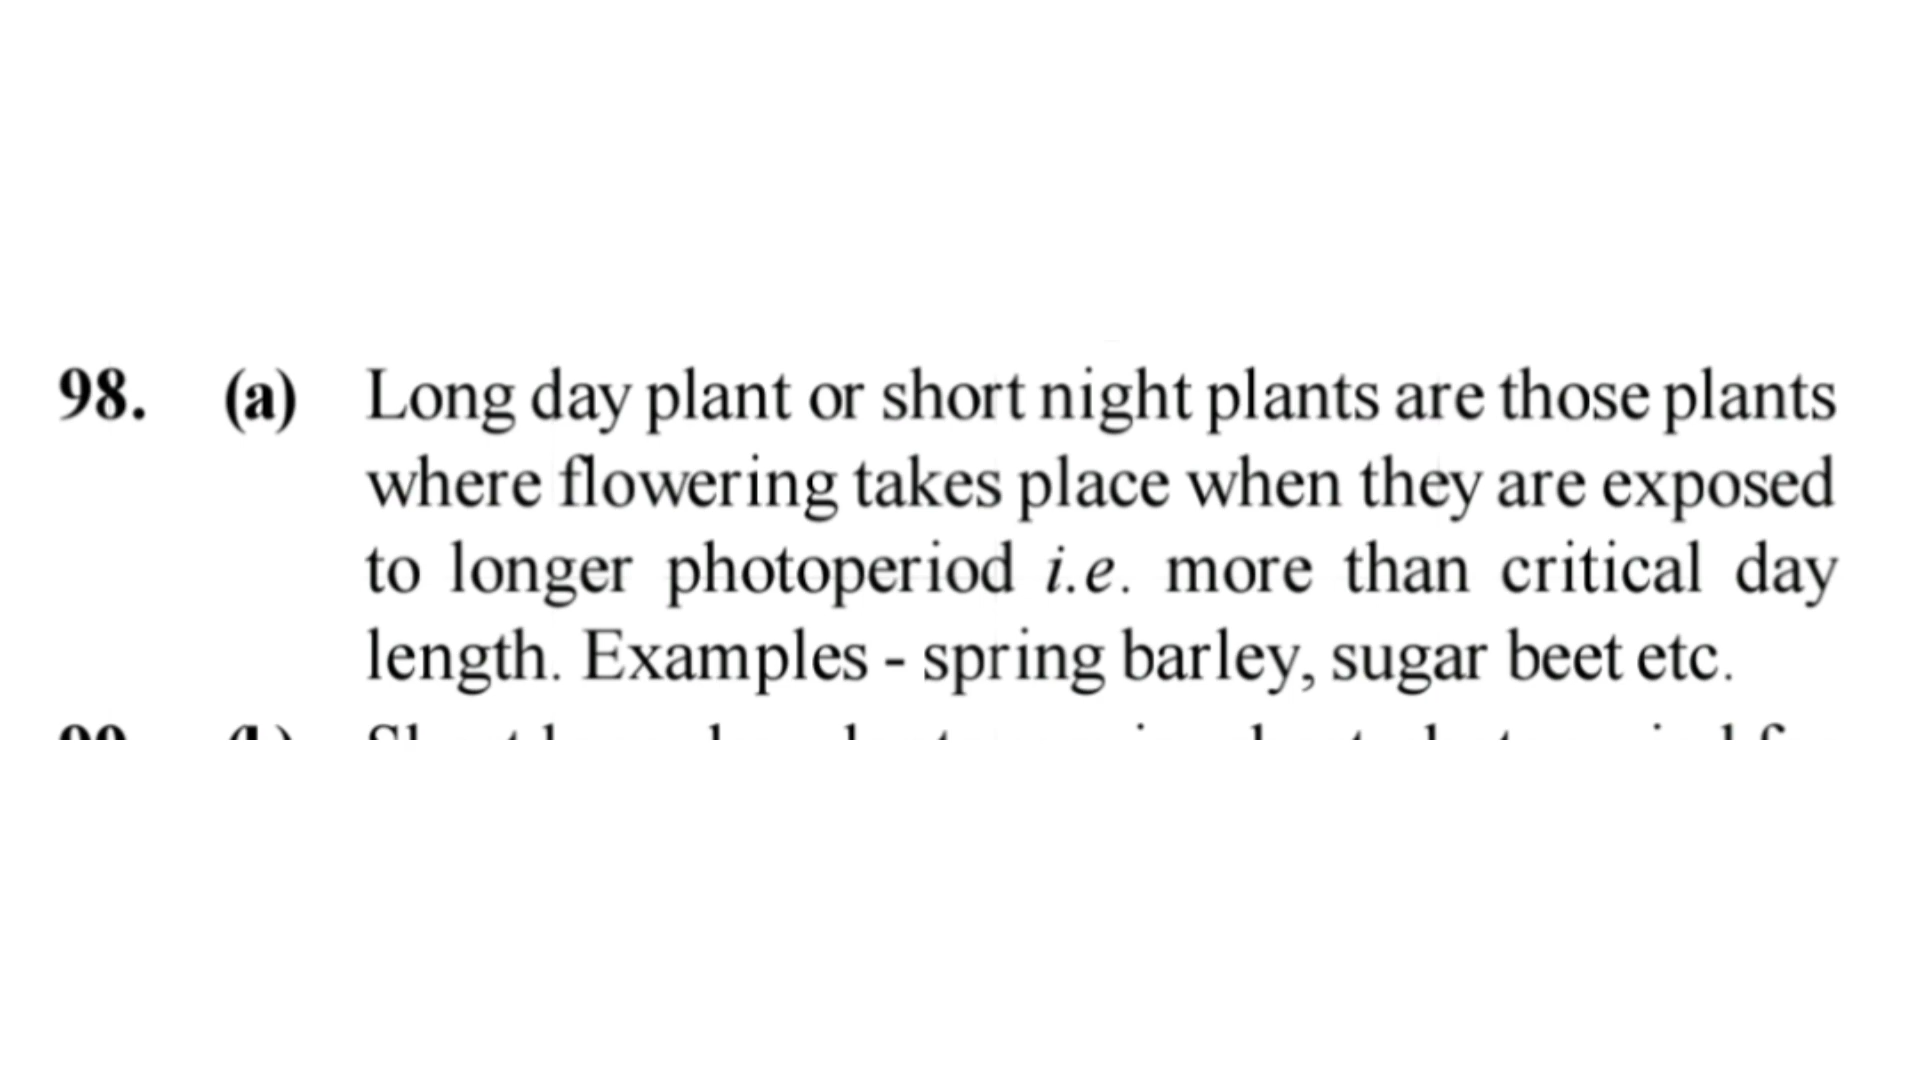 98. (a) Long day plant or short night plants are those plants
where flowering takes place when they are exposed
to longer photoperiod i.e. more than critical day
length. Examples - spring barley, sugar beet etc.